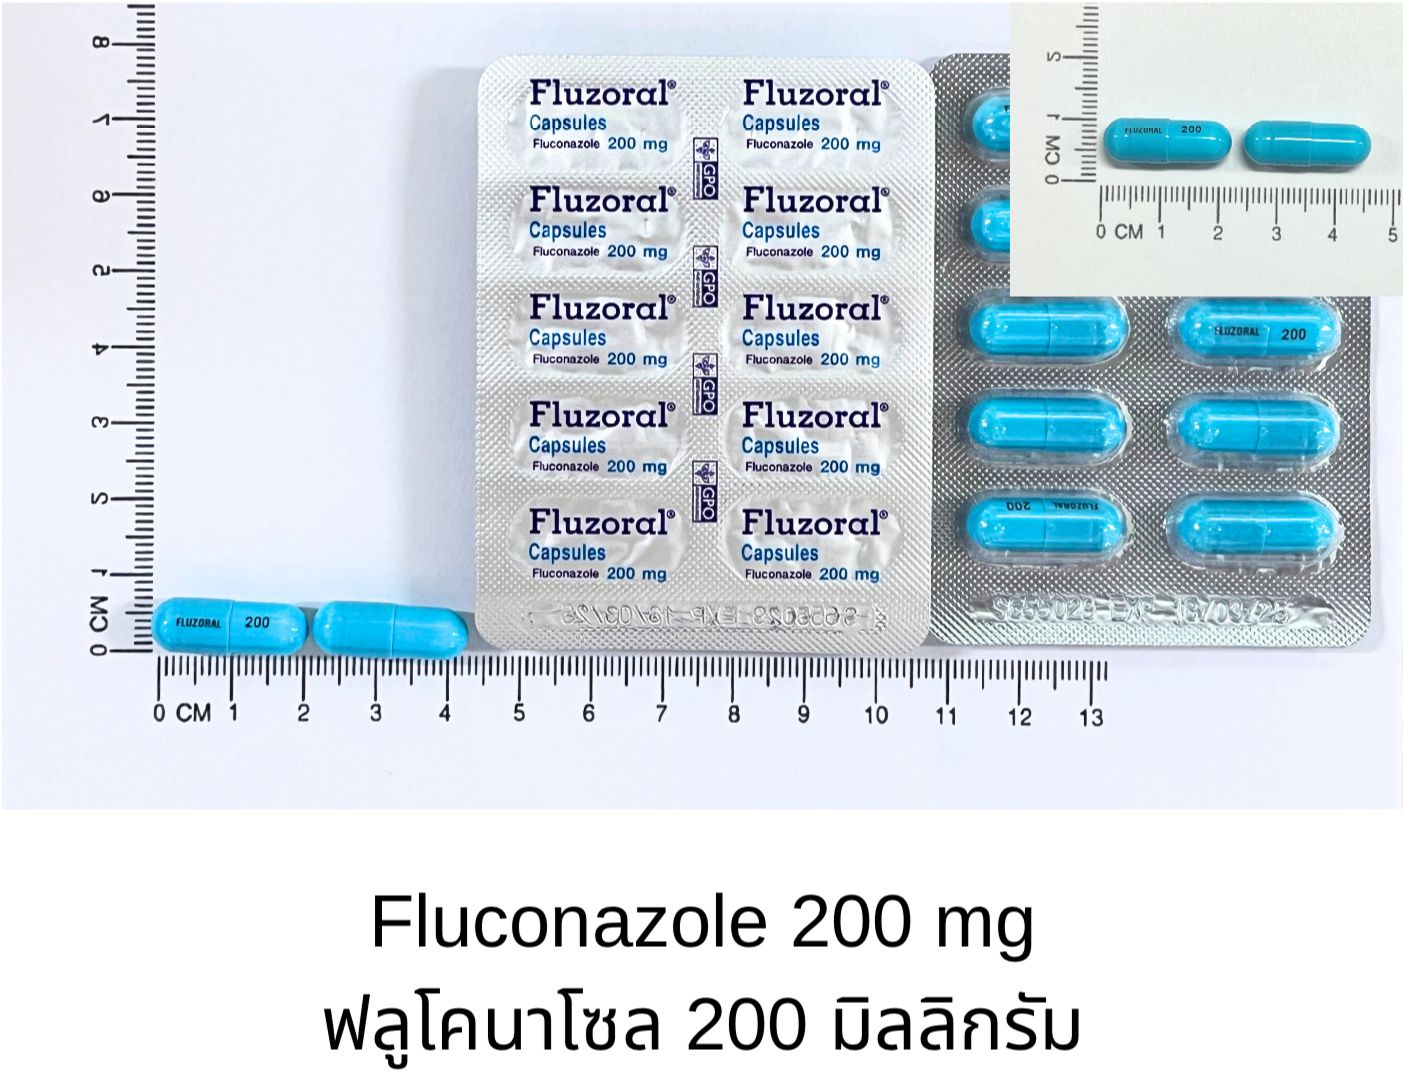 8
7
6
5
4
3
2
1
0 CM
FLUZORAL 200
0 CM 1 2 3 4 5 6 7 8 9 10 11 12 13
Fluzoral® Fluzoral®
Capsules Capsules
Fluconazole 200 mg Fluconazole 200 mg
GPO
Fluzoral® Fluzoral®
Capsules Capsules
Fluconazole 200 mg Fluconazole 200 mg
GPO
Fluzoral® Fluzoral®
Capsules Capsules
Fluconazole 200 mg Fluconazole 200 mg
GPO
Fluzoral® Fluzoral®
Capsules Capsules
Fluconazole 200 mg Fluconazole 200 mg
GPO
Fluzoral® Fluzoral®
Capsules Capsules
Fluconazole 200 mg Fluconazole 200 mg
S655029 EXP
2
1
0 CM
FLUZORAL 200
0 CM 1 2 3 4 5
FLUZORAL 200
200 FLUZORAL
S655029 EXP
Fluconazole 200 mg
ฟลูโคนาโซล 200 มิลลิกรัม